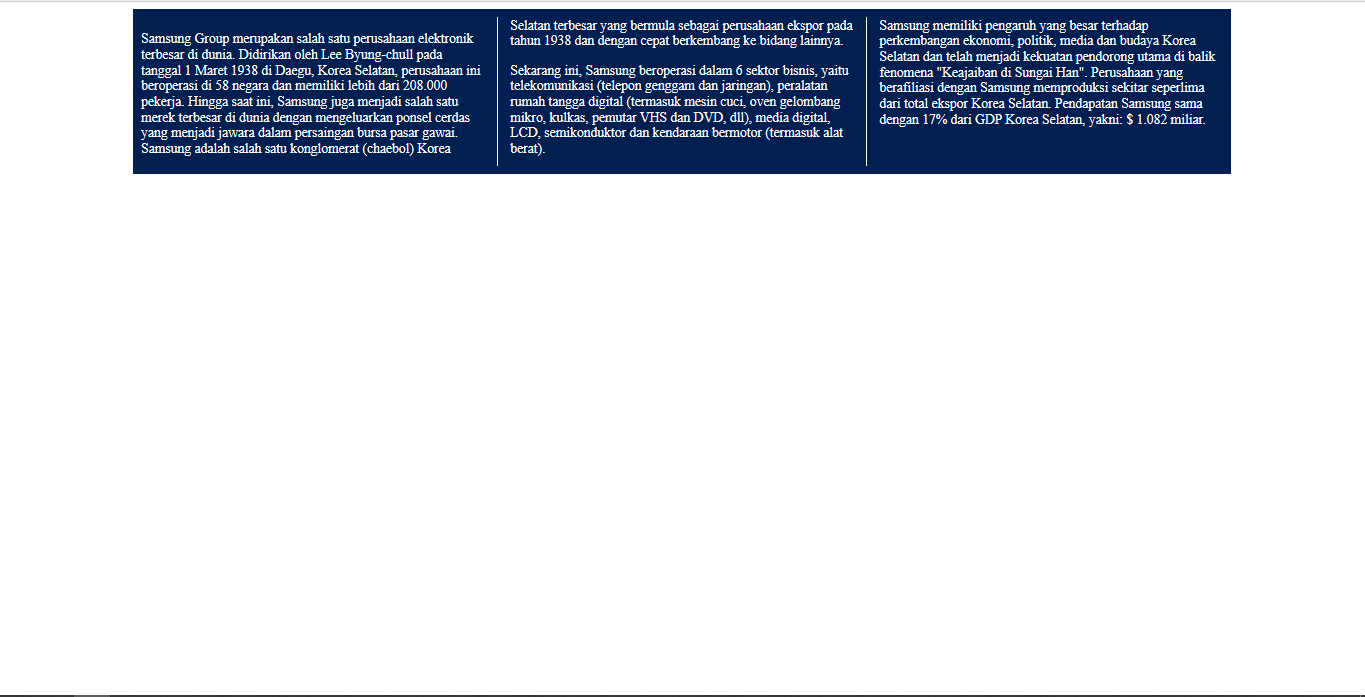 Samsung Group merupakan salah satu perusahaan elektronik
terbesar di dunia. Didirikan oleh Lee Byung-chull pada
tanggal 1 Maret 1938 di Daegu, Korea Selatan, perusahaan ini
beroperasi di 58 negara dan memiliki lebih dari 208.000
pekerja. Hingga saat ini, Samsung juga menjadi salah satu
merek terbesar di dunia dengan mengeluarkan ponsel cerdas
yang menjadi jawara dalam persaingan bursa pasar gawai.
Samsung adalah salah satu konglomerat (chaebol) Korea
Selatan terbesar yang bermula sebagai perusahaan ekspor pada
tahun 1938 dan dengan cepat berkembang ke bidang lainnya.
Sekarang ini, Samsung beroperasi dalam 6 sektor bisnis, yaitu
telekomunikasi (telepon genggam dan jaringan), peralatan
rumah tangga digital (termasuk mesin cuci, oven gelombang
mikro, kulkas, pemutar VHS dan DVD, dll), media digital,
LCD, semikonduktor dan kendaraan bermotor (termasuk alat
berat).
Samsung memiliki pengaruh yang besar terhadap
perkembangan ekonomi, politik, media dan budaya Korea
Selatan dan telah menjadi kekuatan pendorong utama di balik
fenomena "Keajaiban di Sungai Han". Perusahaan yang
berafiliasi dengan Samsung memproduksi sekitar seperlima
dari total ekspor Korea Selatan. Pendapatan Samsung sama
dengan 17% dari GDP Korea Selatan, yakni: $ 1.082 miliar.